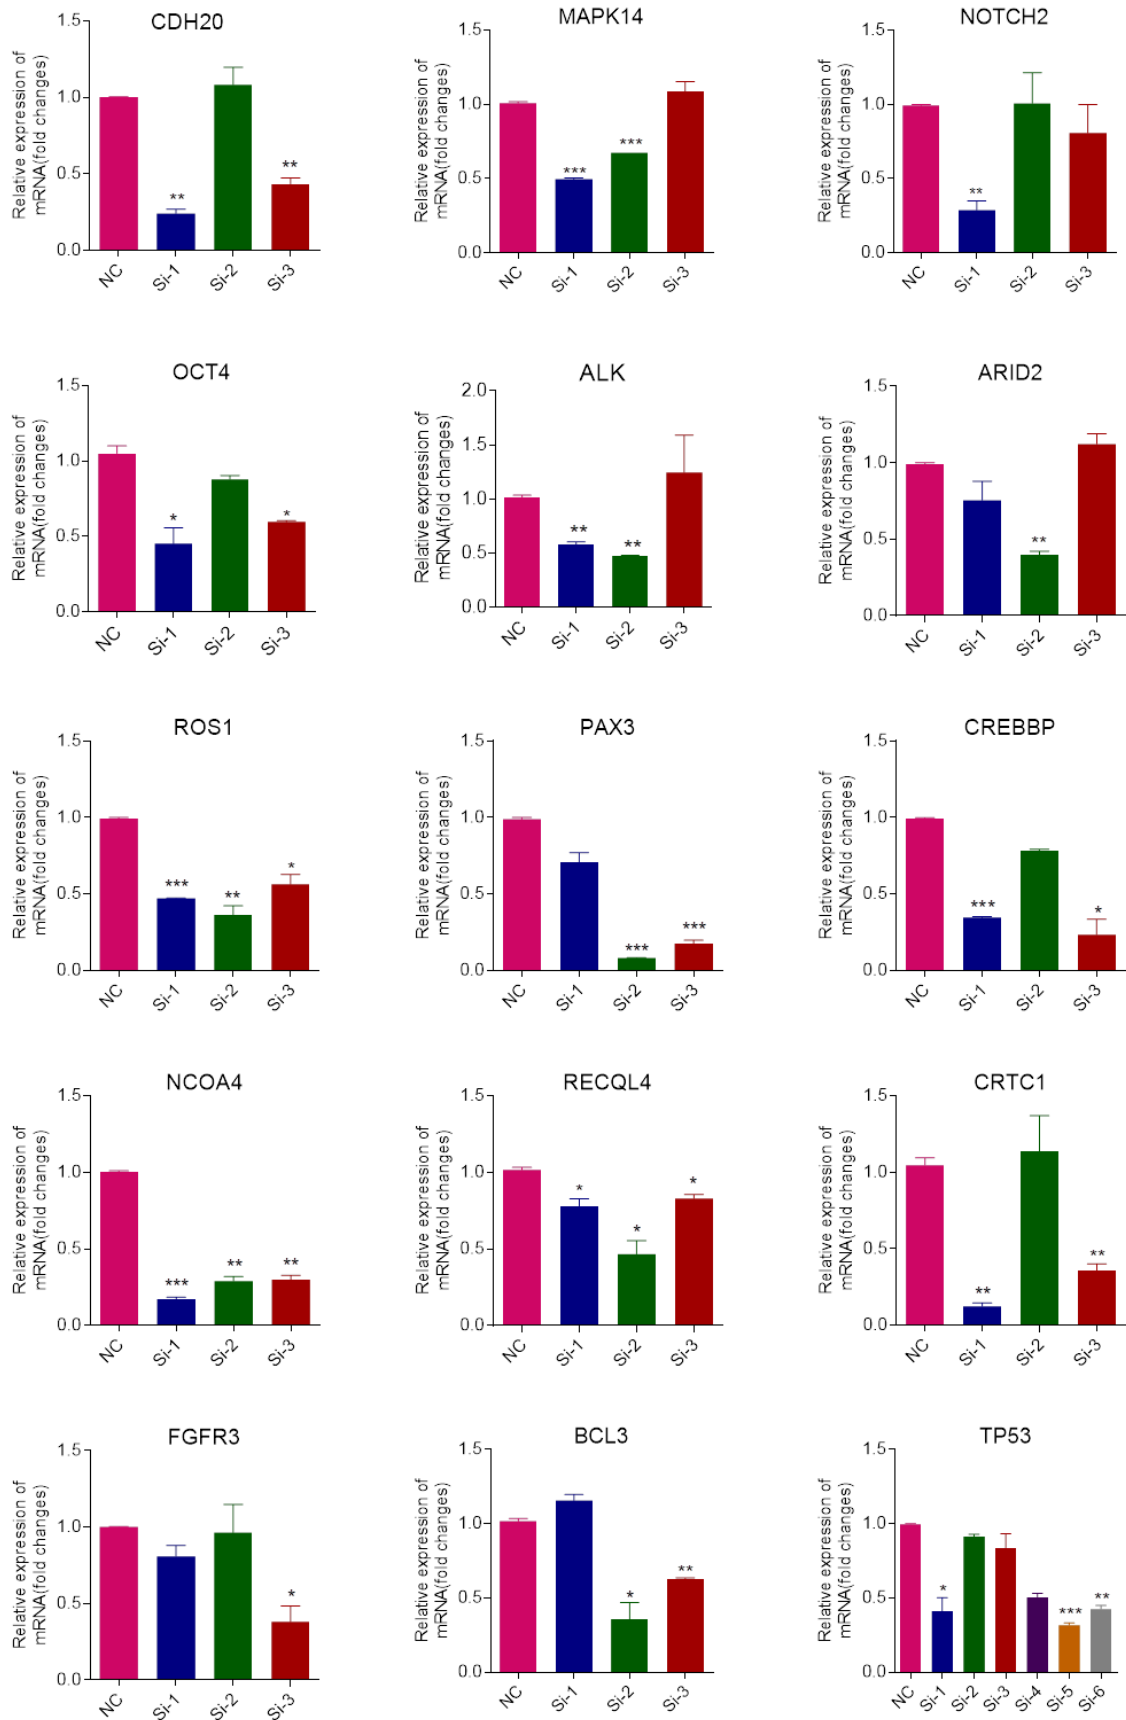 CDH20
Relative expression of
mRNA(fold changes)
1.5
1.0
0.5
0.0
**
**
NC
Si-1
Si-2
Si-3
MAPK14
Relative expression of
mRNA(fold changes)
1.5
1.0
0.5
0.0
***
***
NC
Si-1
Si-2
Si-3
NOTCH2
Relative expression of
mRNA(fold changes)
1.5
1.0
0.5
0.0
**
NC
Si-1
Si-2
Si-3
OCT4
Relative expression of
mRNA(fold changes)
1.5
1.0
0.5
0.0
*
*
NC
Si-1
Si-2
Si-3
ALK
Relative expression of
mRNA(fold changes)
2.0
1.5
1.0
0.5
0.0
**
**
NC
Si-1
Si-2
Si-3
ARID2
Relative expression of
mRNA(fold changes)
1.5
1.0
0.5
0.0
**
NC
Si-1
Si-2
Si-3
ROS1
Relative expression of
mRNA(fold changes)
1.5
1.0
0.5
0.0
***
**
*
NC
Si-1
Si-2
Si-3
PAX3
Relative expression of
mRNA(fold changes)
1.5
1.0
0.5
0.0
***
***
NC
Si-1
Si-2
Si-3
CREBBP
Relative expression of
mRNA(fold changes)
1.5
1.0
0.5
0.0
***
*
NC
Si-1
Si-2
Si-3
NCOA4
Relative expression of
mRNA(fold changes)
1.5
1.0
0.5
0.0
***
**
**
NC
Si-1
Si-2
Si-3
RECQL4
Relative expression of
mRNA(fold changes)
1.5
1.0
0.5
0.0
*
*
*
NC
Si-1
Si-2
Si-3
CRTC1
Relative expression of
mRNA(fold changes)
1.5
1.0
0.5
0.0
**
**
NC
Si-1
Si-2
Si-3
FGFR3
Relative expression of
mRNA(fold changes)
1.5
1.0
0.5
0.0
*
NC
Si-1
Si-2
Si-3
BCL3
Relative expression of
mRNA(fold changes)
1.5
1.0
0.5
0.0
*
**
NC
Si-1
Si-2
Si-3
TP53
Relative expression of
mRNA(fold changes)
1.5
1.0
0.5
0.0
*
***
**
NC
Si-1
Si-2
Si-3
Si-4
Si-5
Si-6